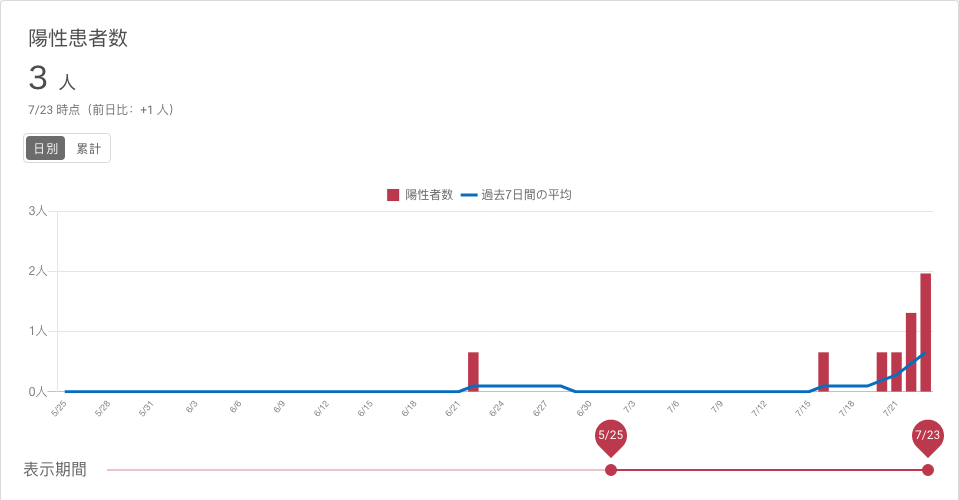 陽性患者数
3 人
7/23 時点（前日比：+1 人）
日別 累計
陽性者数 過去7日間の平均
3人
2人
1人
0人
5/25 5/28 5/31 6/3 6/6 6/9 6/12 6/15 6/18 6/21 6/24 6/27 6/30 7/3 7/6 7/9 7/12 7/15 7/18 7/21
5/25 7/23
表示期間